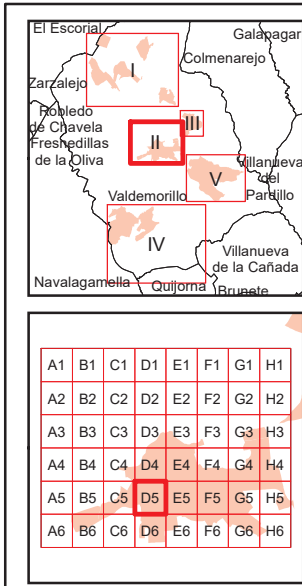 El Escorial
Galapagar
I
Colmenarejo
Zarzalejo
Robledo
de Chavela
III
Fresnedillas
de la Oliva
II
Villanueva
del
Pardillo
V
Valdemorillo
IV
Villanueva
de la Cañada
Navalagamella
Quijorna
Brunete
A1 B1 C1 D1 E1 F1 G1 H1
A2 B2 C2 D2 E2 F2 G2 H2
A3 B3 C3 D3 E3 F3 G3 H3
A4 B4 C4 D4 E4 F4 G4 H4
A5 B5 C5 D5 E5 F5 G5 H5
A6 B6 C6 D6 E6 F6 G6 H6